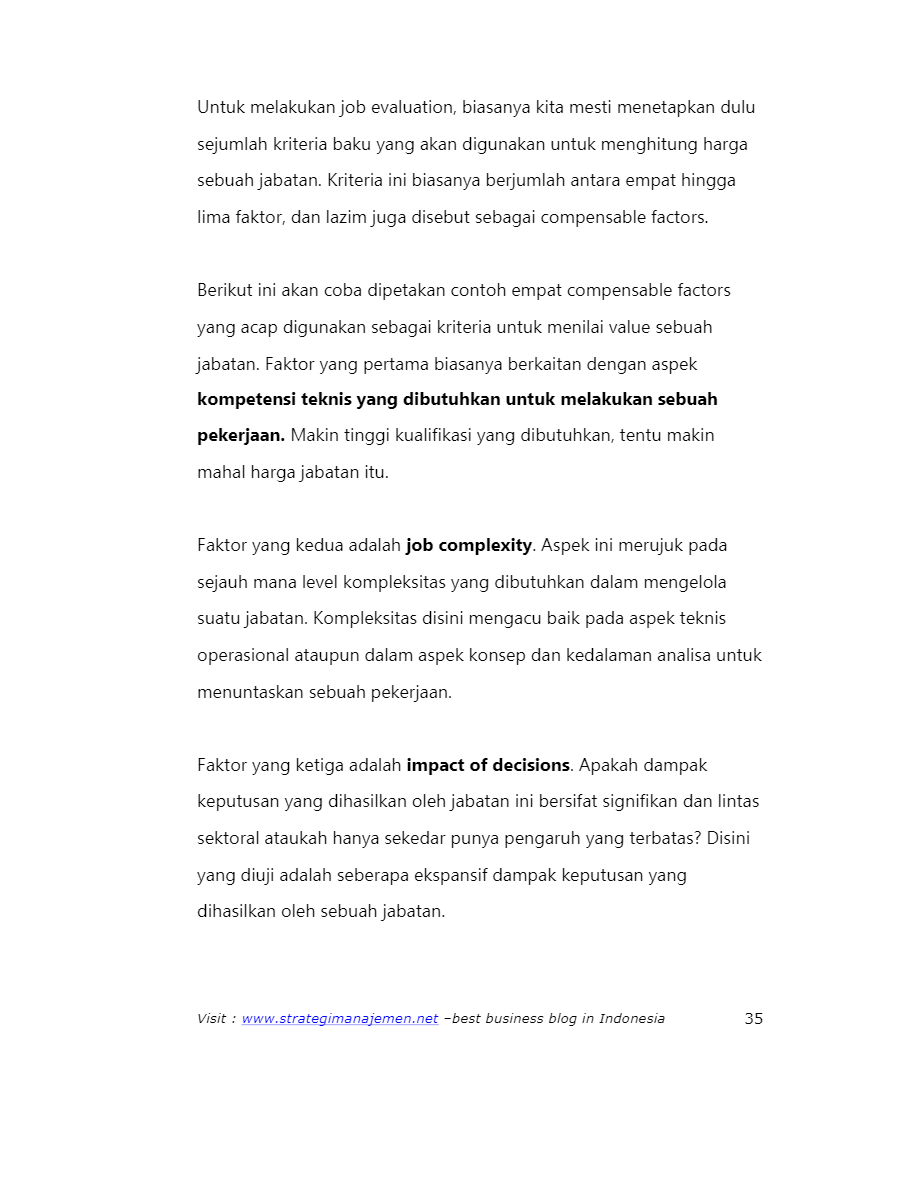 Untuk melakukan job evaluation, biasanya kita mesti menetapkan dulu
sejumlah kriteria baku yang akan digunakan untuk menghitung harga
sebuah jabatan. Kriteria ini biasanya berjumlah antara empat hingga
lima faktor, dan lazim juga disebut sebagai compensable factors.
Berikut ini akan coba dipetakan contoh empat compensable factors
yang acap digunakan sebagai kriteria untuk menilai value sebuah
jabatan. Faktor yang pertama biasanya berkaitan dengan aspek
kompetensi teknis yang dibutuhkan untuk melakukan sebuah
pekerjaan. Makin tinggi kualifikasi yang dibutuhkan, tentu makin
mahal harga jabatan itu.
Faktor yang kedua adalah job complexity. Aspek ini merujuk pada
sejauh mana level kompleksitas yang dibutuhkan dalam mengelola
suatu jabatan. Kompleksitas disini mengacu baik pada aspek teknis
operasional ataupun dalam aspek konsep dan kedalaman analisa untuk
menuntaskan sebuah pekerjaan.
Faktor yang ketiga adalah impact of decisions. Apakah dampak
keputusan yang dihasilkan oleh jabatan ini bersifat signifikan dan lintas
sektoral ataukah hanya sekedar punya pengaruh yang terbatas? Disini
yang diuji adalah seberapa ekspansif dampak keputusan yang
dihasilkan oleh sebuah jabatan.
Visit : www.strategimanajemen.net –best business blog in Indonesia 35